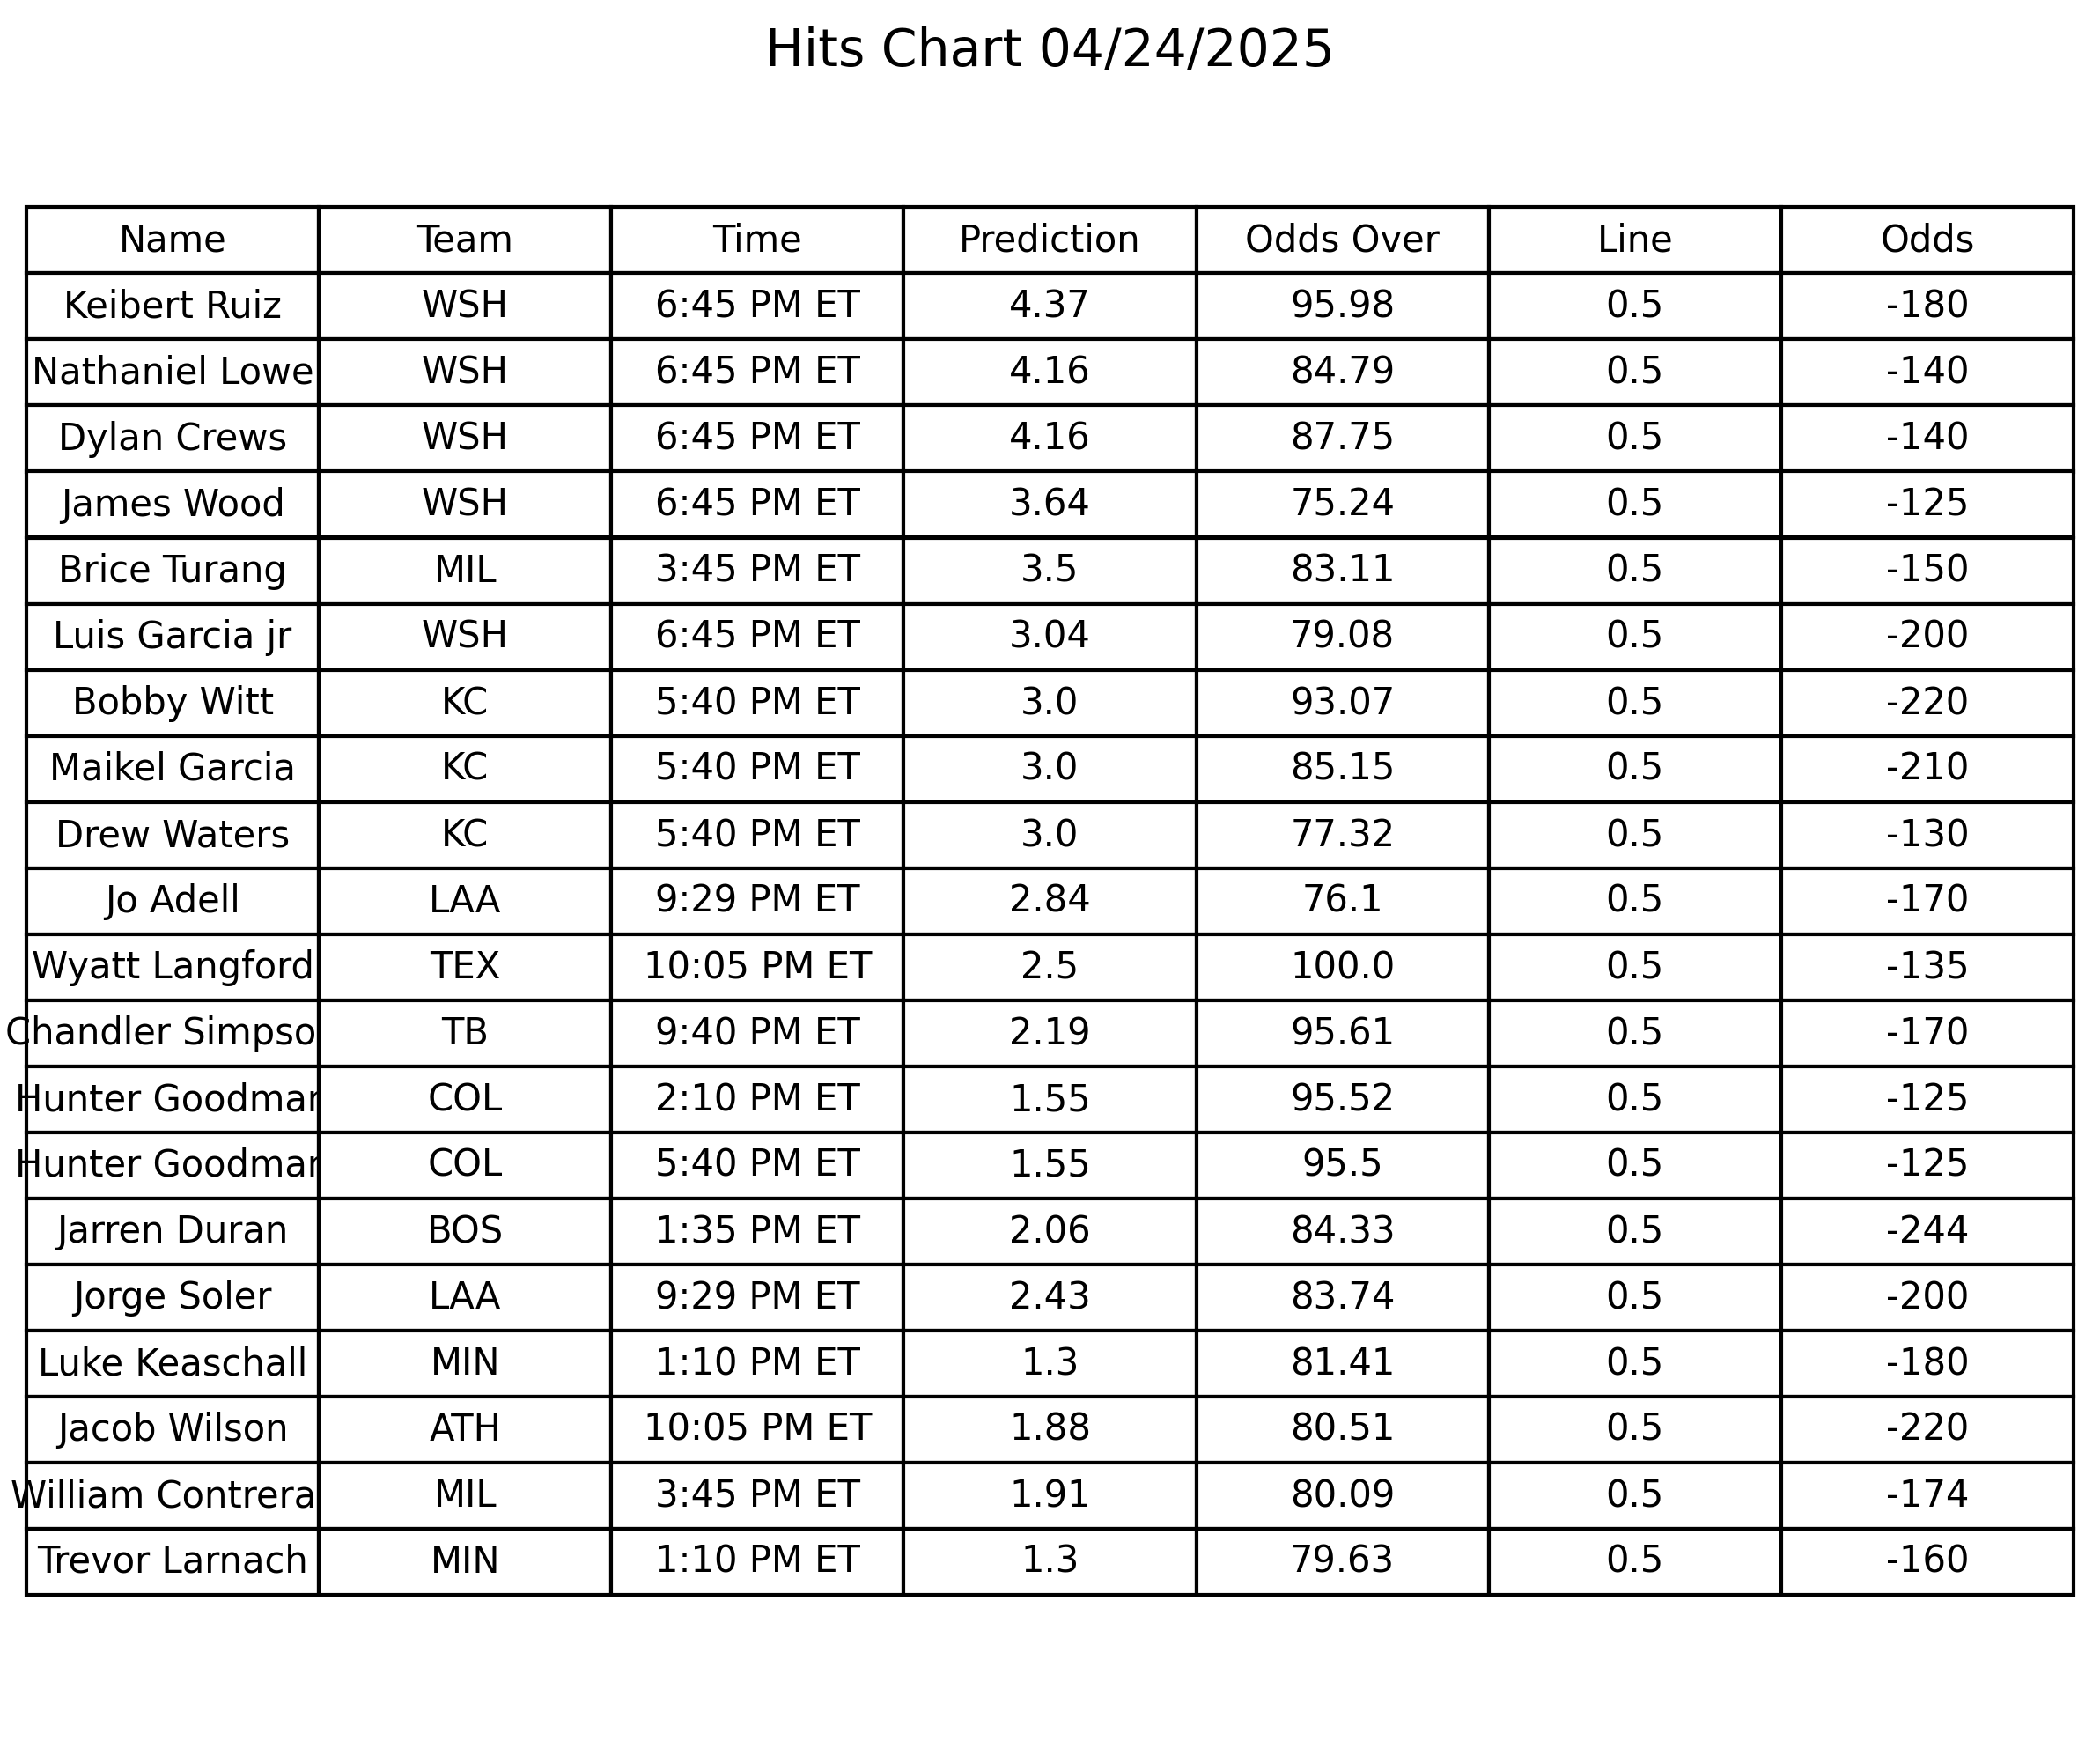 Hits Chart 04/24/2025
Name Team Time Prediction Odds Over Line Odds
Keibert Ruiz WSH 6:45 PM ET 4.37 95.98 0.5 -180
Nathaniel Lowe WSH 6:45 PM ET 4.16 84.79 0.5 -140
Dylan Crews WSH 6:45 PM ET 4.16 87.75 0.5 -140
James Wood WSH 6:45 PM ET 3.64 75.24 0.5 -125
Brice Turang MIL 3:45 PM ET 3.5 83.11 0.5 -150
Luis Garcia jr WSH 6:45 PM ET 3.04 79.08 0.5 -200
Bobby Witt KC 5:40 PM ET 3.0 93.07 0.5 -220
Maikel Garcia KC 5:40 PM ET 3.0 85.15 0.5 -210
Drew Waters KC 5:40 PM ET 3.0 77.32 0.5 -130
Jo Adell LAA 9:29 PM ET 2.84 76.1 0.5 -170
Wyatt Langford TEX 10:05 PM ET 2.5 100.0 0.5 -135
Chandler Simpso TB 9:40 PM ET 2.19 95.61 0.5 -170
Hunter Goodman COL 2:10 PM ET 1.55 95.52 0.5 -125
Hunter Goodman COL 5:40 PM ET 1.55 95.5 0.5 -125
Jarren Duran BOS 1:35 PM ET 2.06 84.33 0.5 -244
Jorge Soler LAA 9:29 PM ET 2.43 83.74 0.5 -200
Luke Keaschall MIN 1:10 PM ET 1.3 81.41 0.5 -180
Jacob Wilson ATH 10:05 PM ET 1.88 80.51 0.5 -220
William Contrera MIL 3:45 PM ET 1.91 80.09 0.5 -174
Trevor Larnach MIN 1:10 PM ET 1.3 79.63 0.5 -160